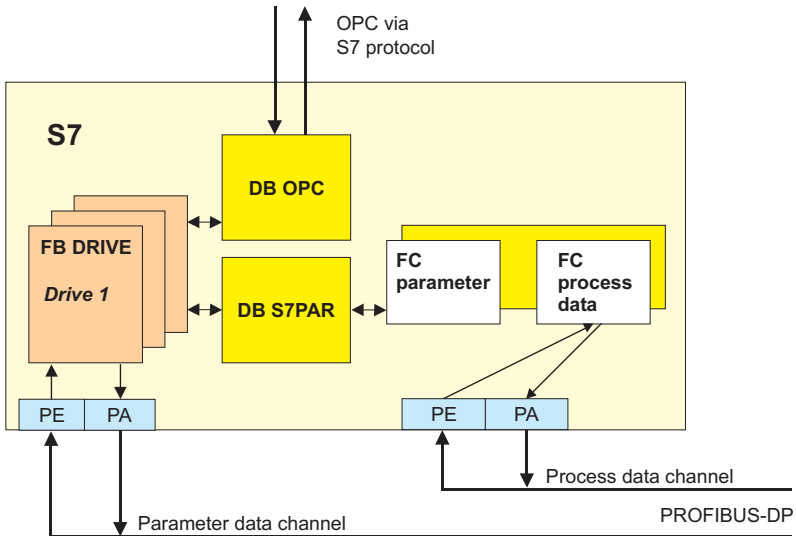 OPC via
S7 protocol
S7
DB OPC
FB DRIVE
Drive 1
DB S7PAR
FC
parameter
FC
process
data
PE
PA
PE
PA
Process data channel
PROFIBUS-DP
Parameter data channel